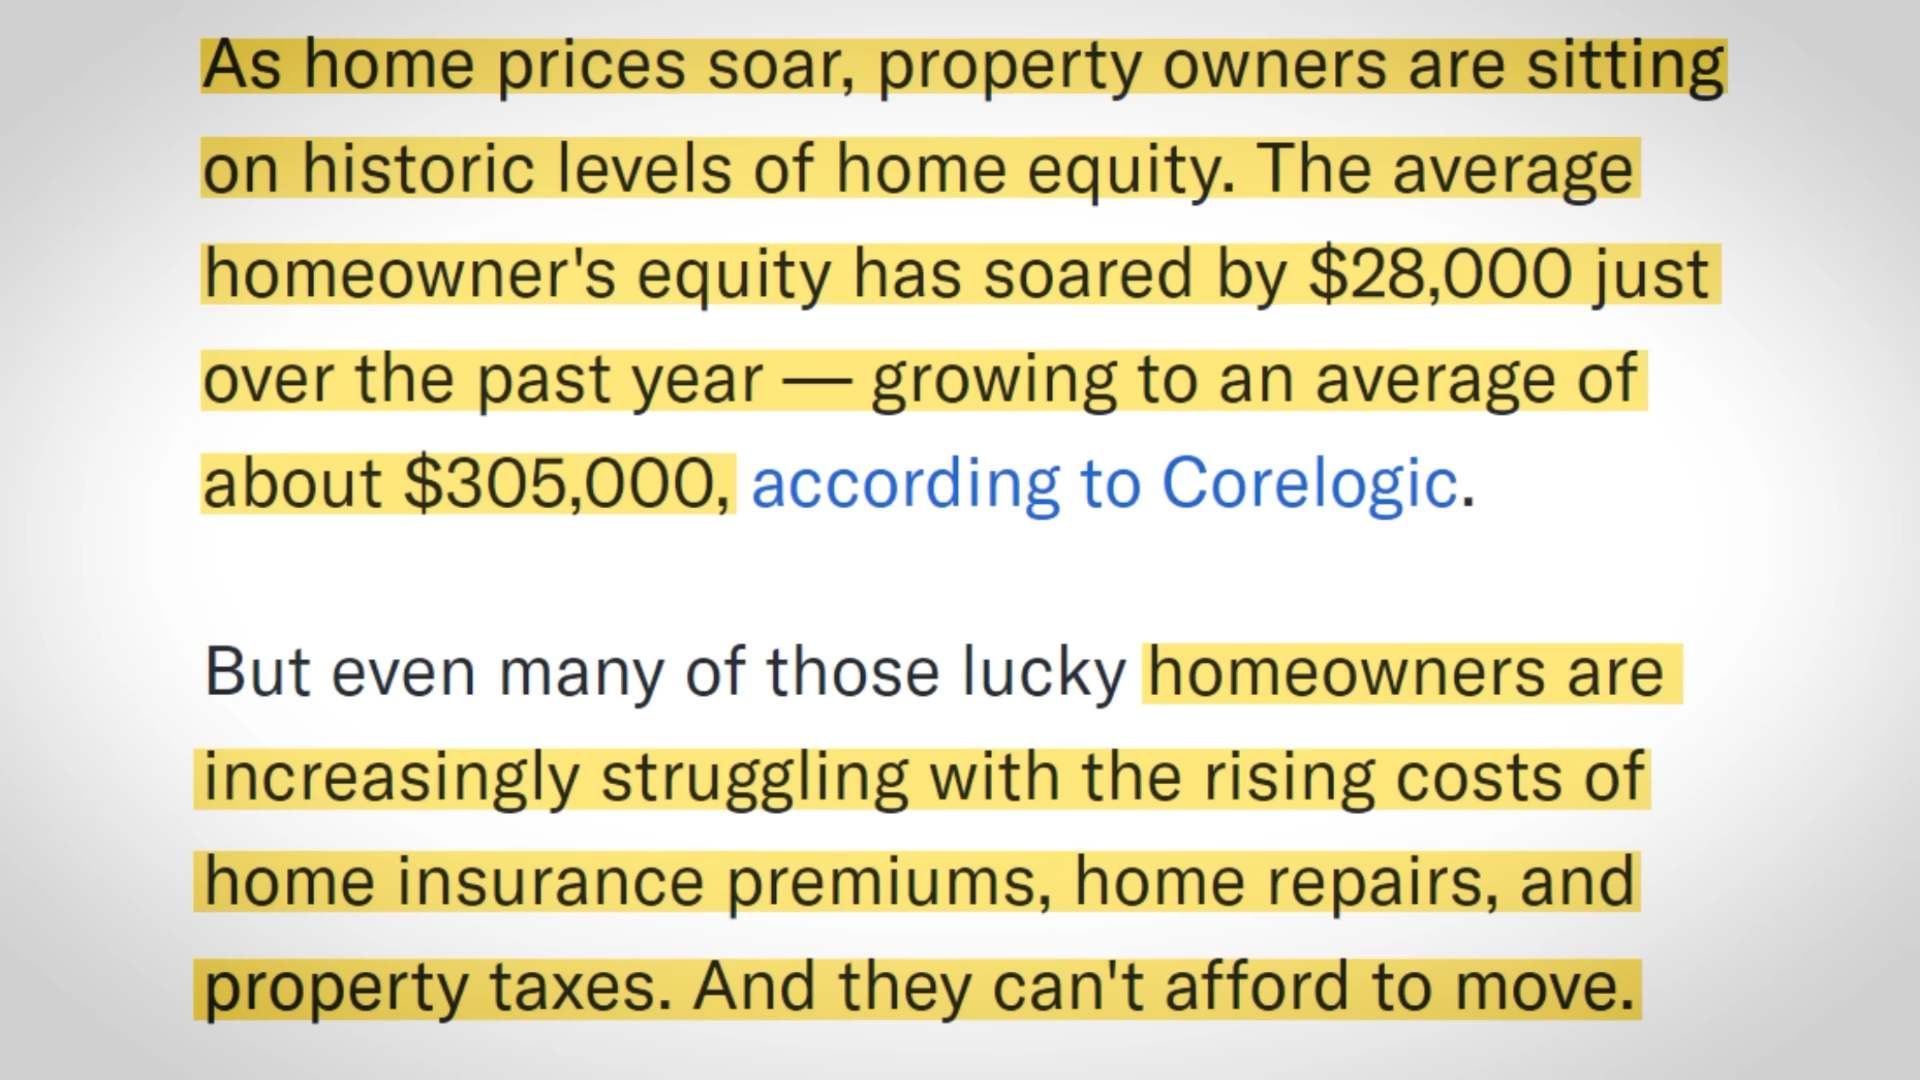 As home prices soar, property owners are sitting
on historic levels of home equity. The average
homeowner's equity has soared by $28,000 just
over the past year — growing to an average of
about $305,000, according to Corelogic.
But even many of those lucky homeowners are
increasingly struggling with the rising costs of
home insurance premiums, home repairs, and
property taxes. And they can't afford to move.